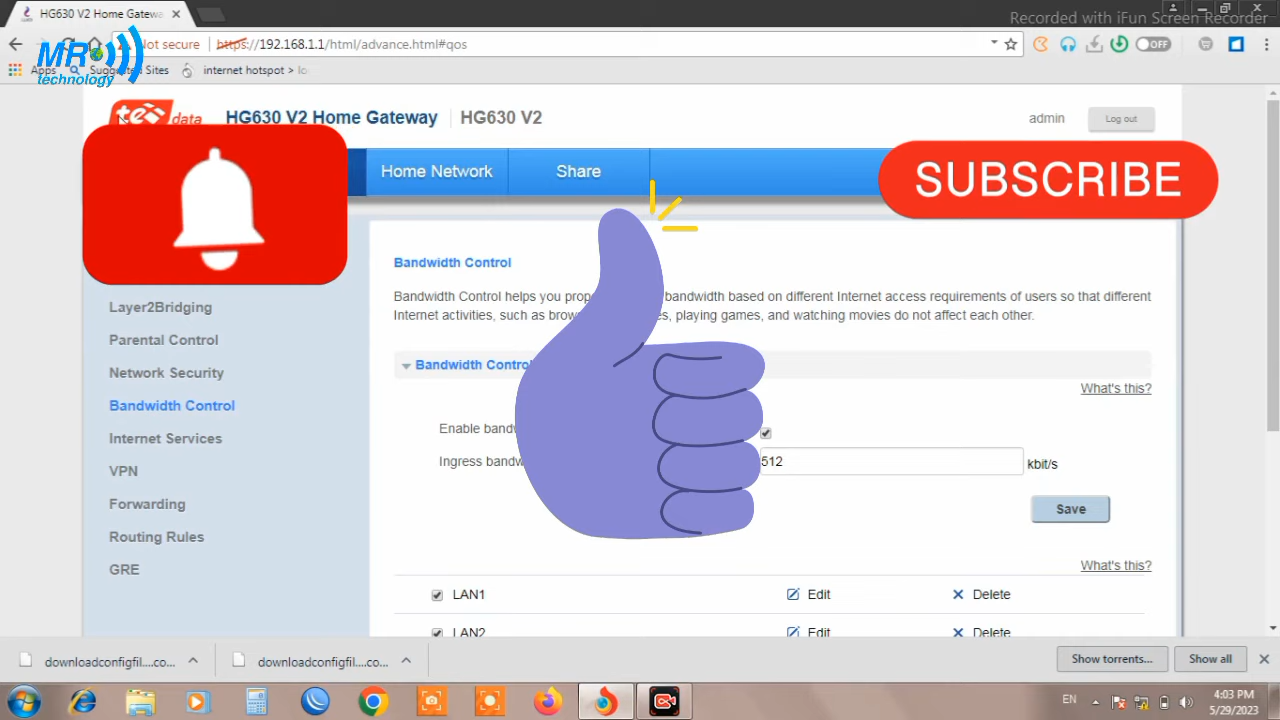 HG630 V2 Home Gatewa
Recorded with iFun Screen Recorder
Not secure
https://192.168.1.1/html/advance.html#qos
OFF
MR
technology
Apps
Suggested Sites
internet hotspot > lo
data
HG630 V2 Home Gateway
HG630 V2
admin
Log out
Home Network
Share
SUBSCRIBE
Layer2Bridging
Parental Control
Network Security
Bandwidth Control
Internet Services
VPN
Forwarding
Routing Rules
GRE
Bandwidth Control
Bandwidth Control helps you prop bandwidth based on different Internet access requirements of users so that different
Internet activities, such as brow es, playing games, and watching movies do not affect each other.
Bandwidth Control
What's this?
Enable bandw
Ingress bandw
512
kbit/s
Save
What's this?
LAN1
Edit
Delete
LAN2
Edit
Delete
downloadconfigfil....co...
downloadconfigfil....co...
Show torrents...
Show all
EN
4:03 PM
5/29/2023